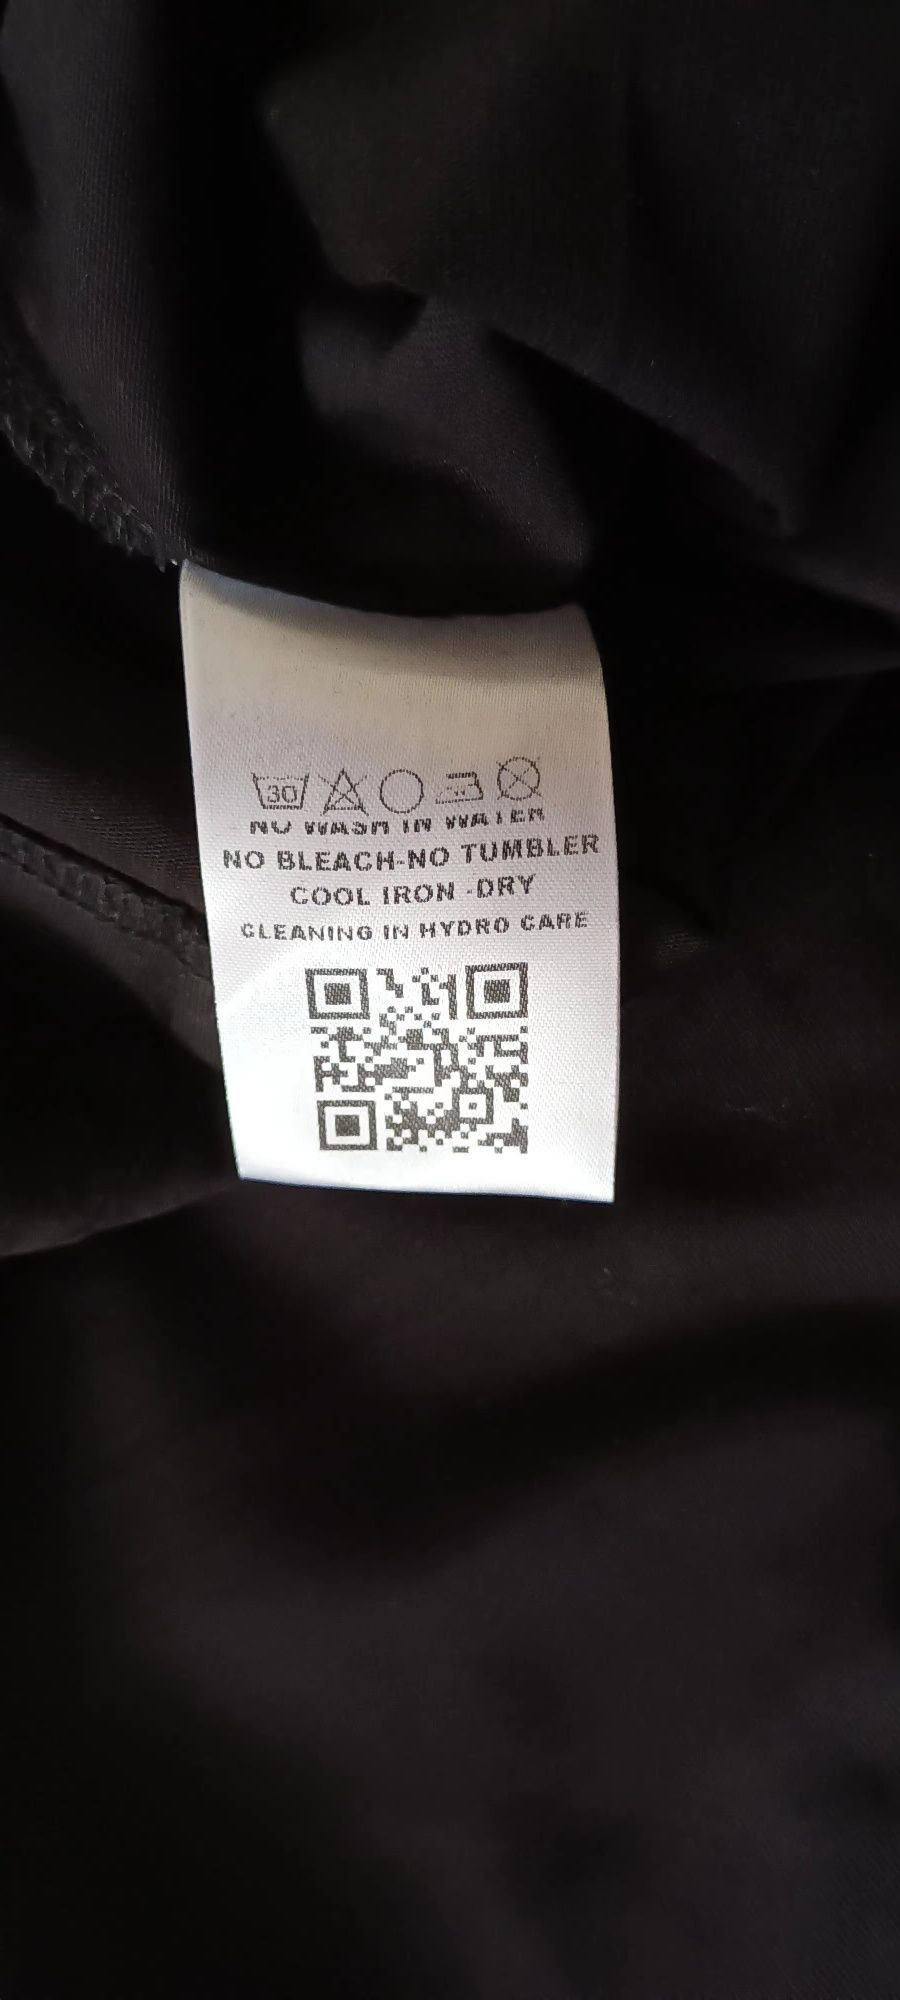 30
NO WASH IN WATER
NO BLEACH-NO TUMBLER
COOL IRON -DRY
CLEANING IN HYDRO CARE